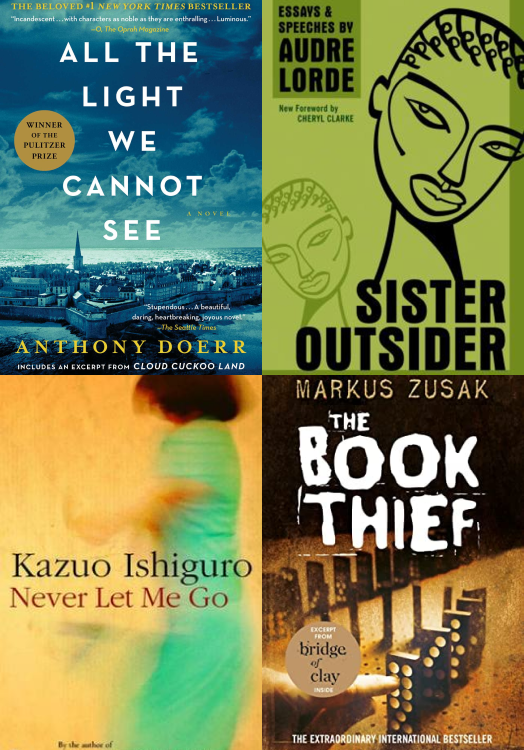 THE BELOVED #1 NEW YORK TIMES BESTSELLER
"Incandescent . . . with characters as noble as they are enthralling . . . Luminous."
—O, The Oprah Magazine
ALL THE
LIGHT
WE
CANNOT
SEE
WINNER
OF THE
PULITZER
PRIZE
A NOVEL
"Stupendous . . . A beautiful,
daring, heartbreaking, joyous novel."
—The Seattle Times
ANTHONY DOERR
INCLUDES AN EXCERPT FROM CLOUD CUCKOO LAND
ESSAYS &
SPEECHES BY
AUDRE
LORDE
New Foreword by
CHERYL CLARKE
SISTER
OUTSIDER
Kazuo Ishiguro
Never Let Me Go
By the author of
MARKUS ZUSAK
THE
BOOK
THIEF
EXCERPT
FROM
bridge
of
clay
INSIDE
THE EXTRAORDINARY INTERNATIONAL BESTSELLER